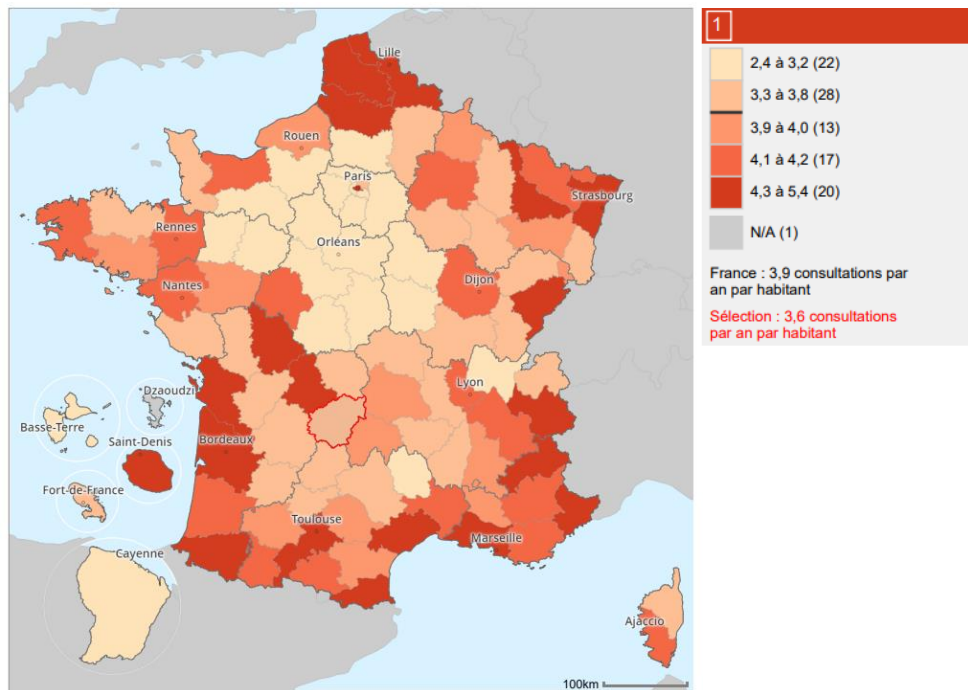 Lille
Rouen
Paris
Strasbourg
Rennes
Orléans
Nantes
Dijon
Lyon
Dzaoudzi
Basse-Terre
Saint-Denis
Bordeaux
Fort-de-France
Toulouse
Marseille
Cayenne
Ajaccio
100km
1
2,4 à 3,2 (22)
3,3 à 3,8 (28)
3,9 à 4,0 (13)
4,1 à 4,2 (17)
4,3 à 5,4 (20)
N/A (1)
France : 3,9 consultations par
an par habitant
Sélection : 3,6 consultations
par an par habitant